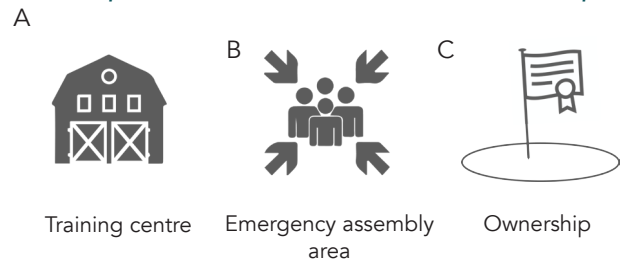 A
B
C
Training centre
Emergency assembly
area
Ownership